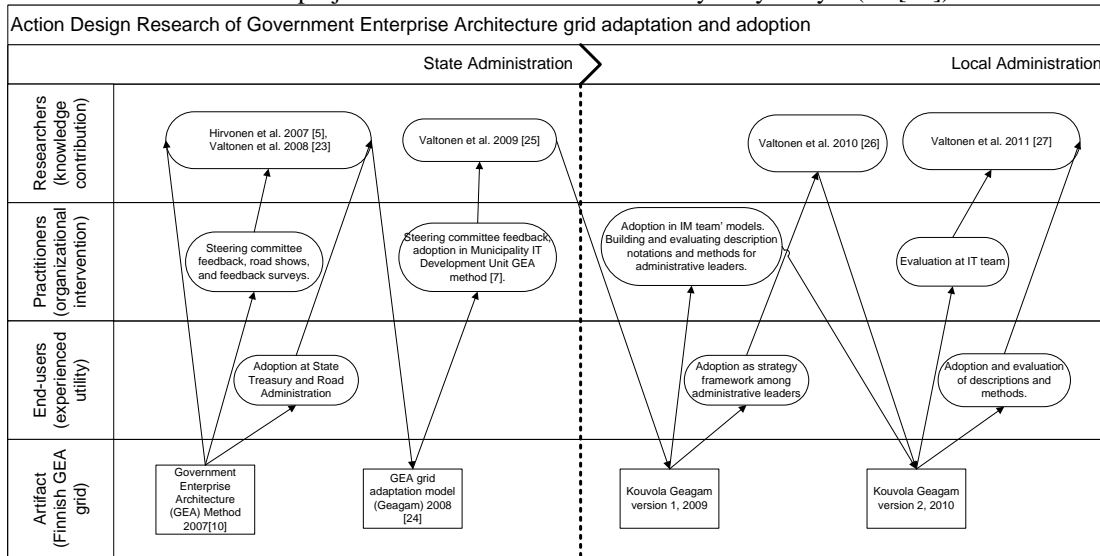 Action Design Research of Government Enterprise Architecture grid adaptation and adoption
State Administration
Local Administration
Researchers
(knowledge
contribution)
Hirvonen et al. 2007 [5],
Valtonen et al. 2008 [23]
Valtonen et al. 2009 [25]
Valtonen et al. 2010 [26]
Valtonen et al. 2011 [27]
Practitioners
(organizational
intervention)
Steering committee
feedback, road shows,
and feedback surveys.
Steering committee feedback,
adoption in Municipality IT
Development Unit GEA
method [7].
Adoption in IM team' models.
Building and evaluating description
notations and methods for
administrative leaders.
Evaluation at IT team
End-users
(experienced
utility)
Adoption at State
Treasury and Road
Administration
Adoption as strategy
framework among
administrative leaders
Adoption and evaluation
of descriptions and
methods.
Artifact
(Finnish GEA
grid)
Government
Enterprise
Architecture
(GEA) Method
2007[10]
GEA grid
adaptation model
(Geagam) 2008
[24]
Kouvola Geagam
version 1, 2009
Kouvola Geagam
version 2, 2010